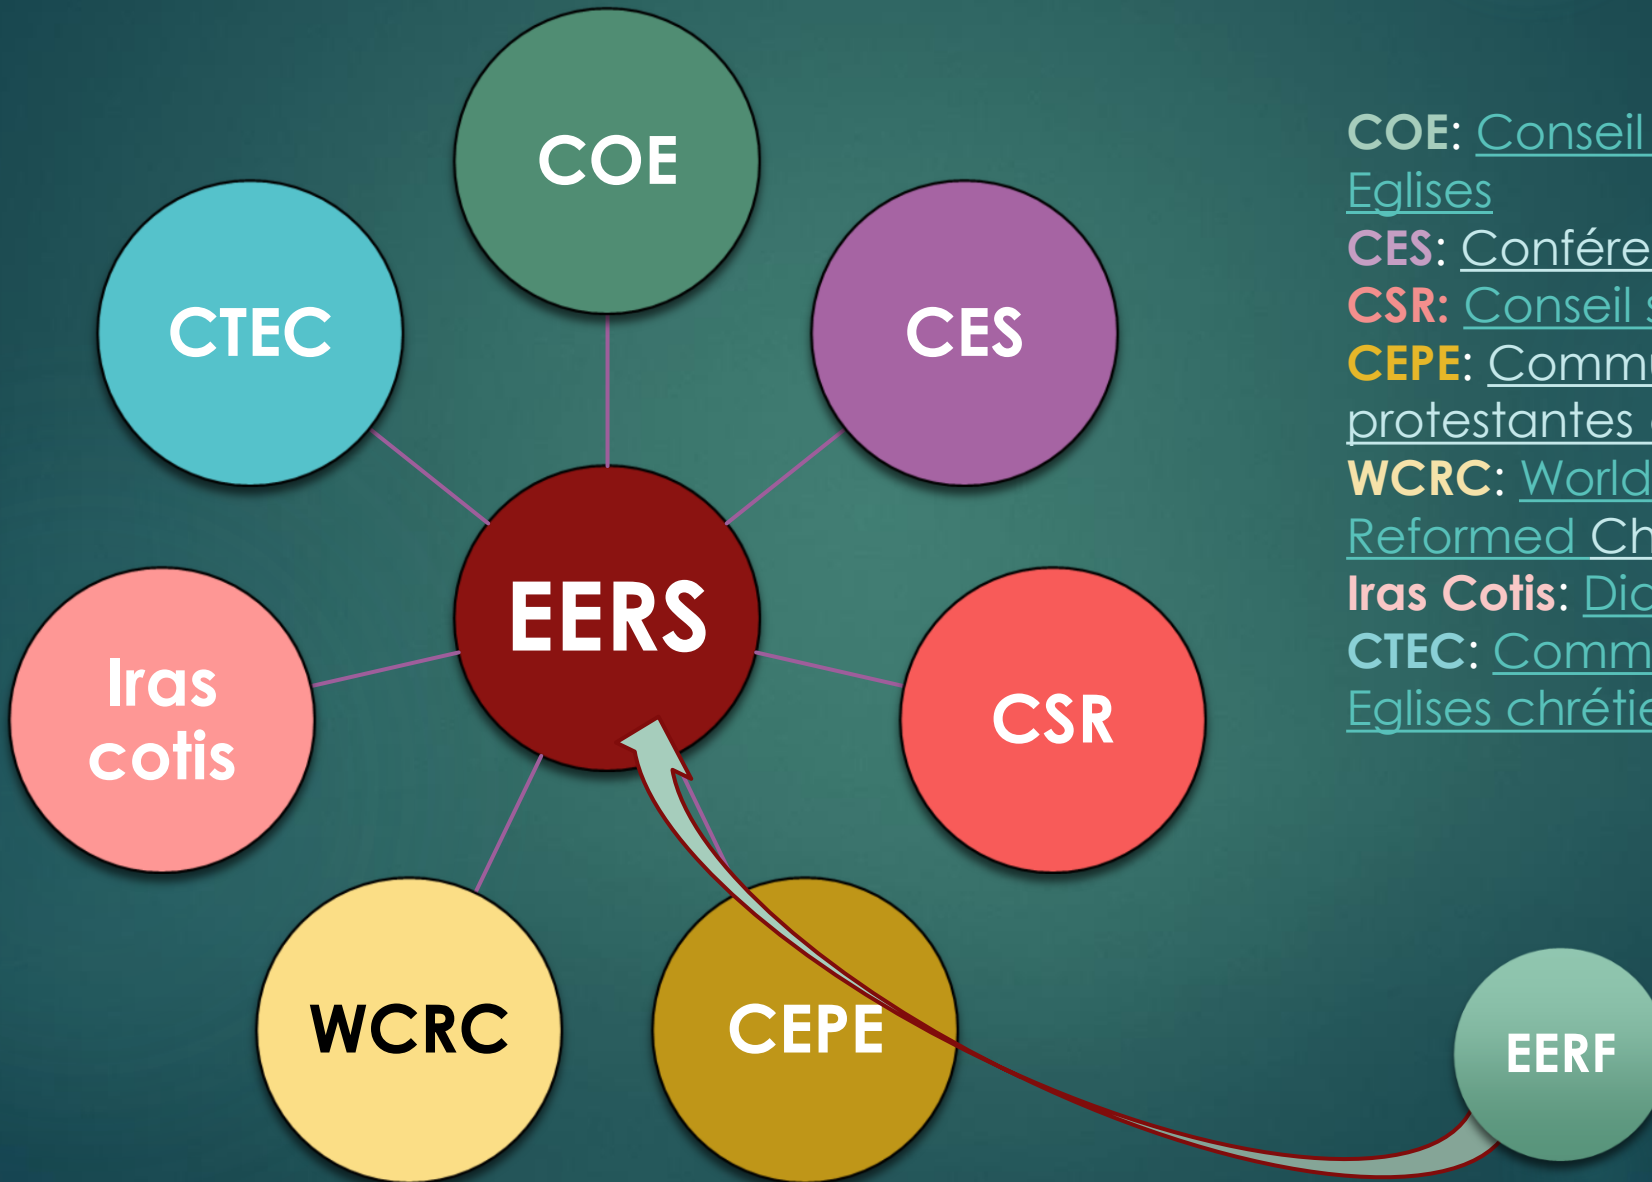 COE
CTEC
CES
EERS
Iras
cotis
CSR
WCRC
CEPE
EERF
COE: Conseil
Eglises
CES: Confére
CSR: Conseil s
CEPE: Commu
protestantes
WCRC: World
Reformed Ch
Iras Cotis: Dia
CTEC: Comm
Eglises chrétie